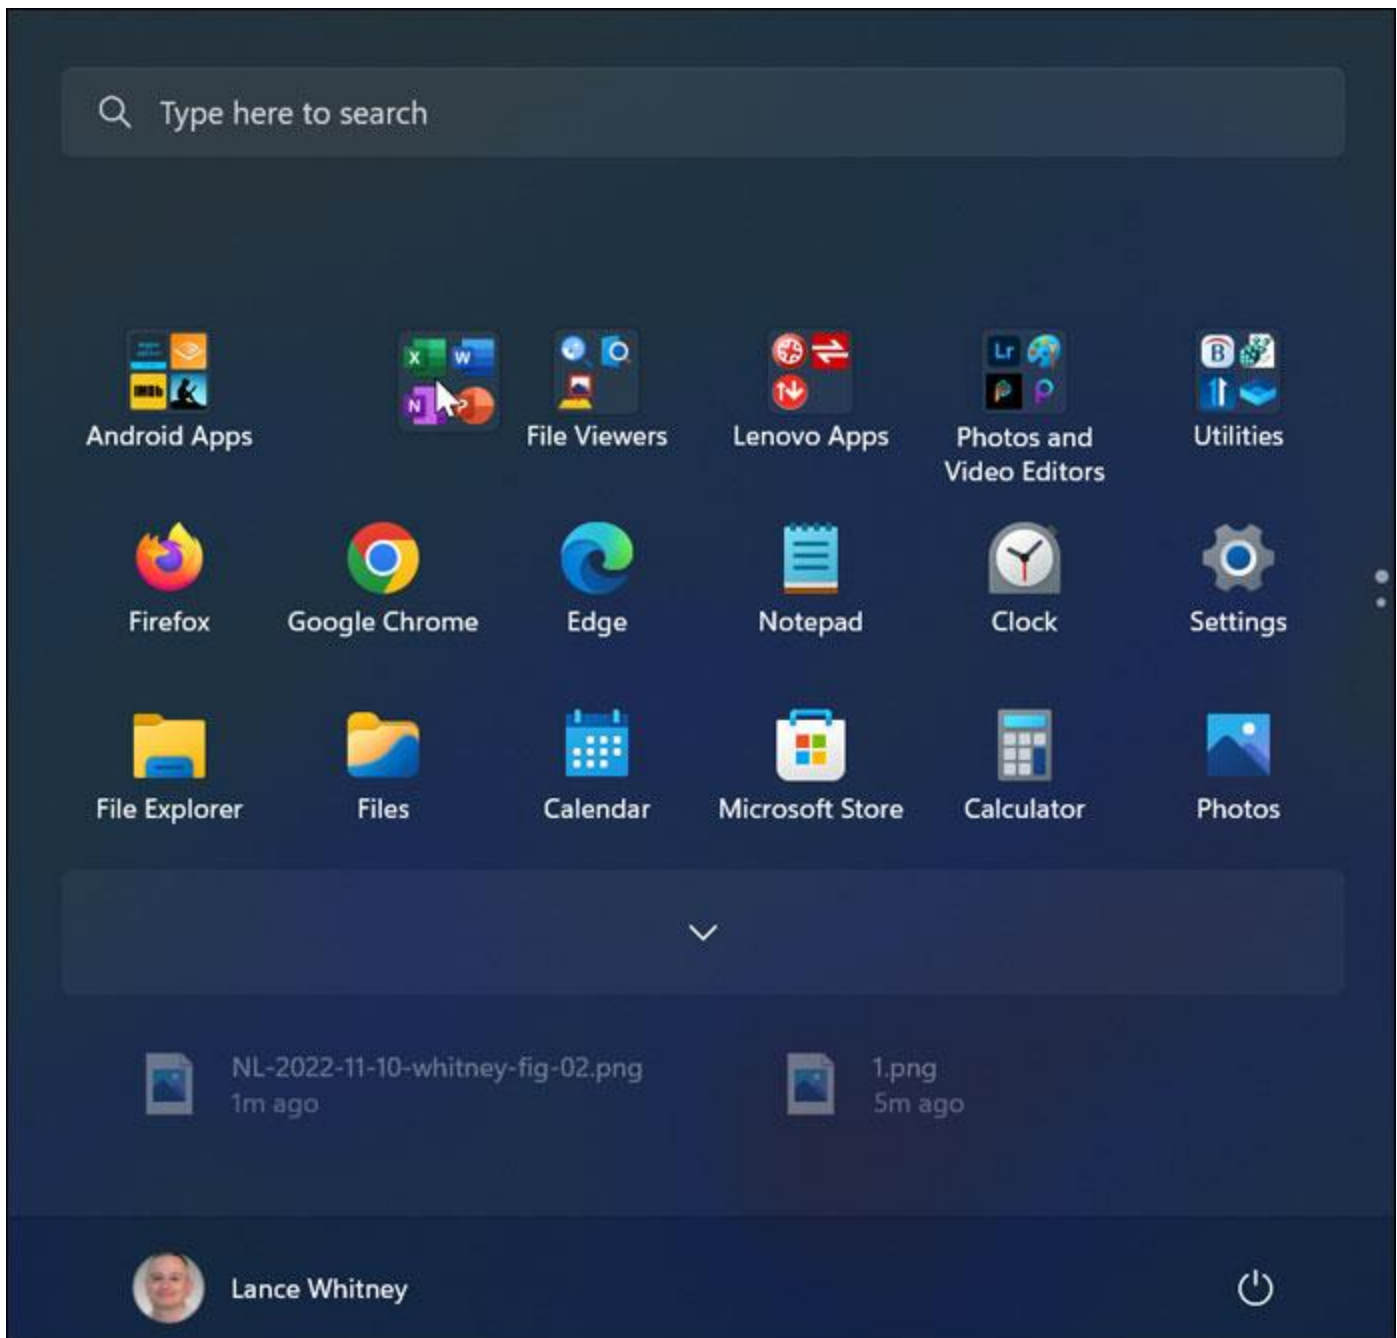 Type here to search
Android Apps
X W
N P
File Viewers
Lenovo Apps
Lr
Photos and
Video Editors
B
Utilities
IMDb
Firefox
Google Chrome
Edge
Notepad
Clock
Settings
File Explorer
Files
Calendar
Microsoft Store
Calculator
Photos
NL-2022-11-10-whitney-fig-02.png
1m ago
1.png
5m ago
Lance Whitney